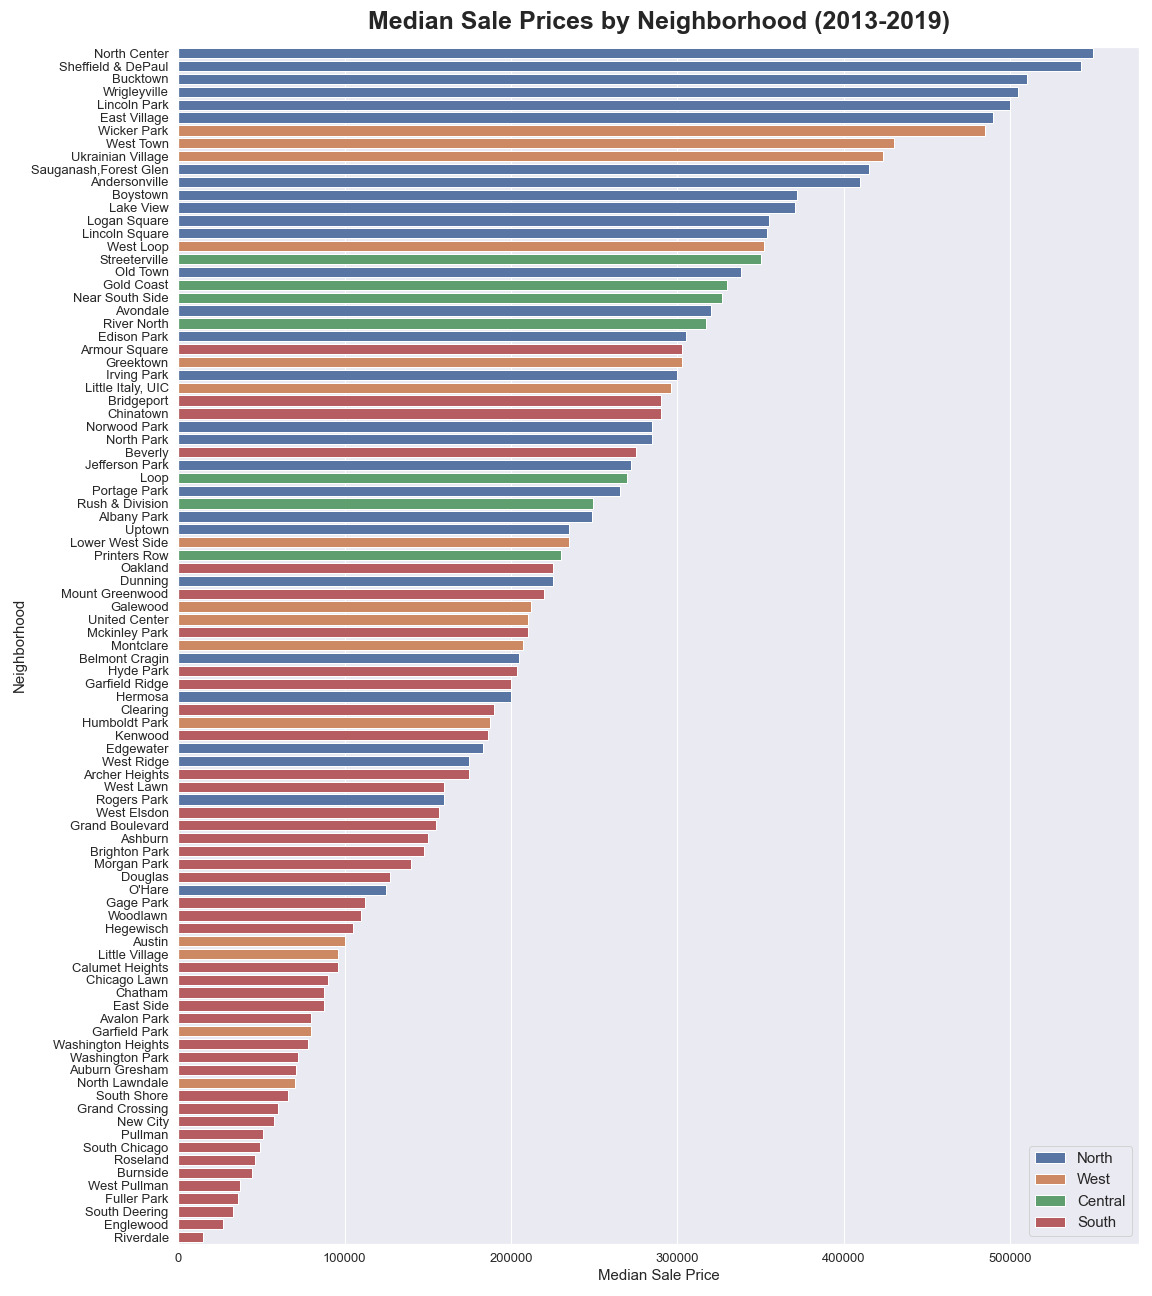 Median Sale Prices by Neighborhood (2013-2019)
North Center
Sheffield & DePaul
Bucktown
Wrigleyville
Lincoln Park
East Village
Wicker Park
West Town
Ukrainian Village
Sauganash,Forest Glen
Andersonville
Boystown
Lake View
Logan Square
Lincoln Square
West Loop
Streeterville
Old Town
Gold Coast
Near South Side
Avondale
River North
Edison Park
Armour Square
Greektown
Irving Park
Little Italy, UIC
Bridgeport
Chinatown
Norwood Park
North Park
Beverly
Jefferson Park
Loop
Portage Park
Rush & Division
Albany Park
Uptown
Lower West Side
Printers Row
Oakland
Dunning
Mount Greenwood
Galewood
United Center
Mckinley Park
Montclare
Belmont Cragin
Hyde Park
Garfield Ridge
Hermosa
Clearing
Humboldt Park
Kenwood
Edgewater
West Ridge
Archer Heights
West Lawn
Rogers Park
West Elsdon
Grand Boulevard
Ashburn
Brighton Park
Morgan Park
Douglas
O'Hare
Gage Park
Woodlawn
Hegewisch
Austin
Little Village
Calumet Heights
Chicago Lawn
Chatham
East Side
Avalon Park
Garfield Park
Washington Heights
Washington Park
Auburn Gresham
North Lawndale
South Shore
Grand Crossing
New City
Pullman
South Chicago
Roseland
Burnside
West Pullman
Fuller Park
South Deering
Englewood
Riverdale
Neighborhood
0 100000 200000 300000 400000 500000
Median Sale Price
North
West
Central
South